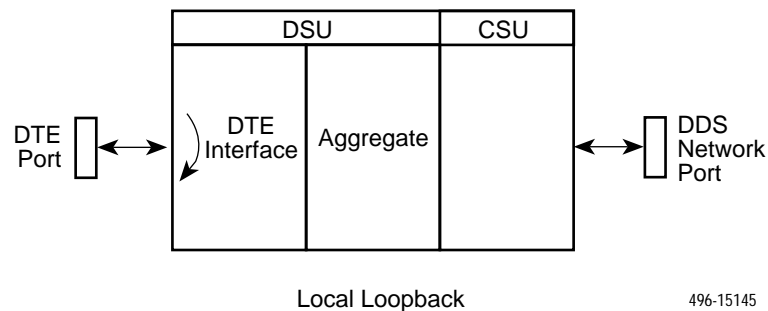 DSU
CSU
DTE
Port
DTE
Interface
Aggregate
DDS
Network
Port
Local Loopback
496-15145